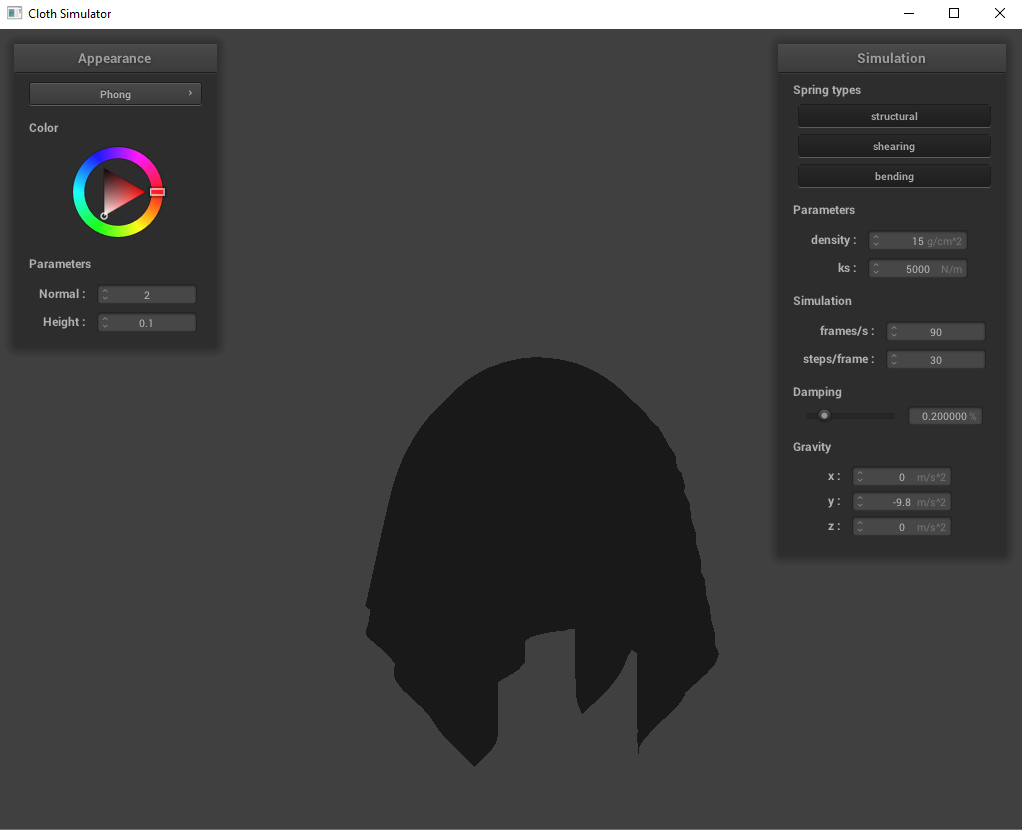 Cloth Simulator
Appearance
Phong
Color
Parameters
Normal : 2
Height : 0.1
Simulation
Spring types
structural
shearing
bending
Parameters
density : 15 g/cm^2
ks : 5000 N/m
Simulation
frames/s : 90
steps/frame : 30
Damping
0.200000 %
Gravity
x : 0 m/s^2
y : -9.8 m/s^2
z : 0 m/s^2